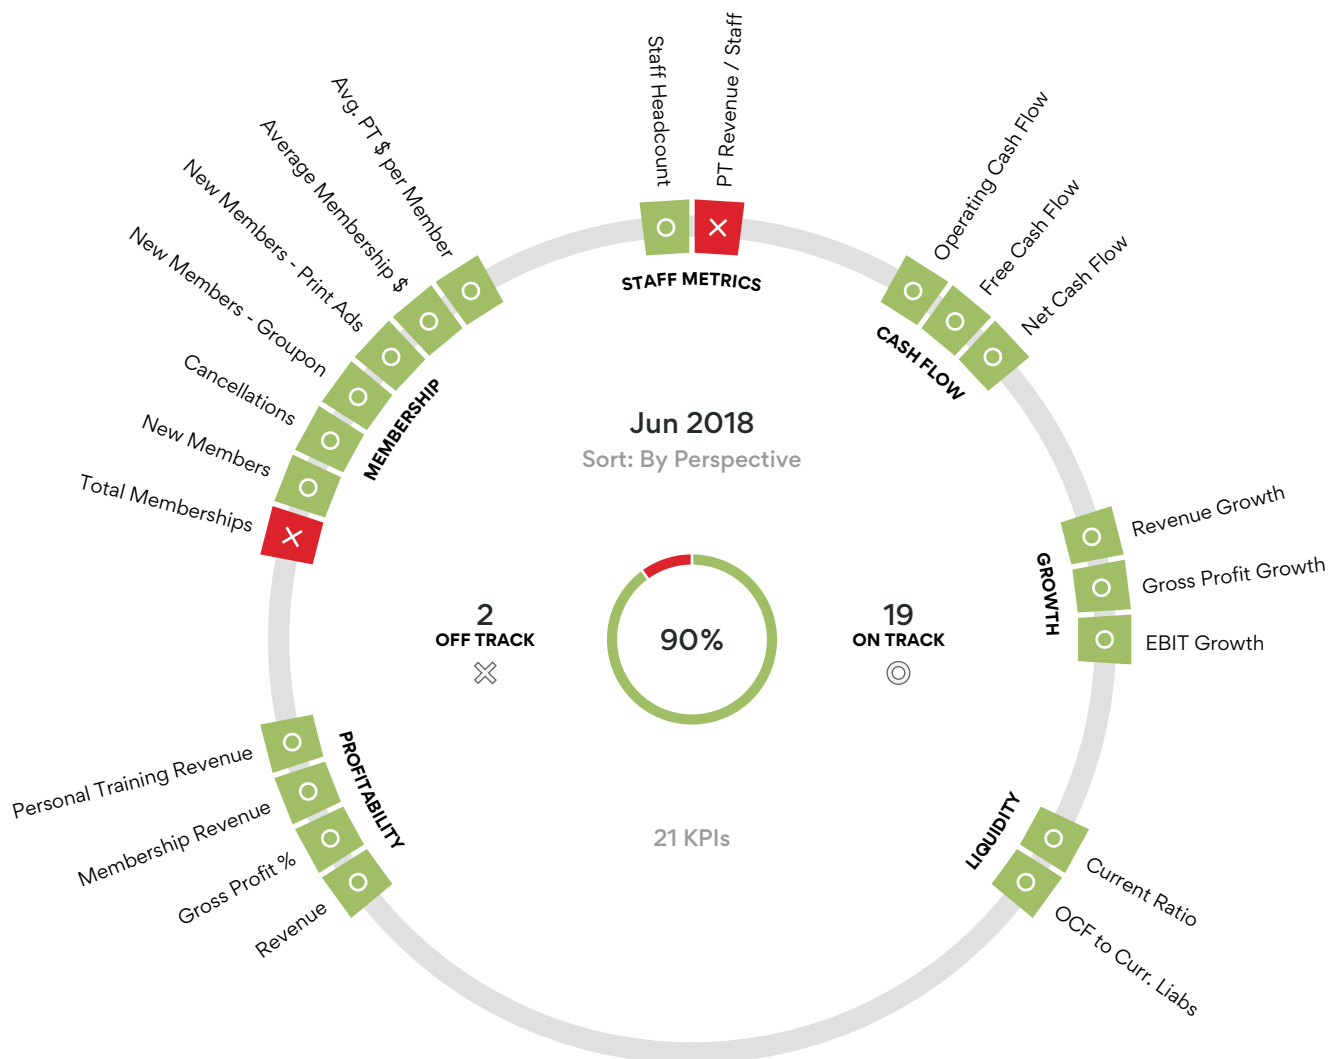 Staff Headcount
PT Revenue / Staff
STAFF METRICS
Operating Cash Flow
Free Cash Flow
Net Cash Flow
CASH FLOW
Revenue Growth
Gross Profit Growth
EBIT Growth
GROWTH
Current Ratio
OCF to Curr. Liabs
LIQUIDITY
Revenue
Gross Profit %
Membership Revenue
Personal Training Revenue
PROFITABILITY
Total Memberships
New Members
Cancellations
New Members - Groupon
New Members - Print Ads
Average Membership $
Avg. PT $ per Member
MEMBERSHIP
Jun 2018
Sort: By Perspective
2
OFF TRACK
90%
19
ON TRACK
21 KPIs